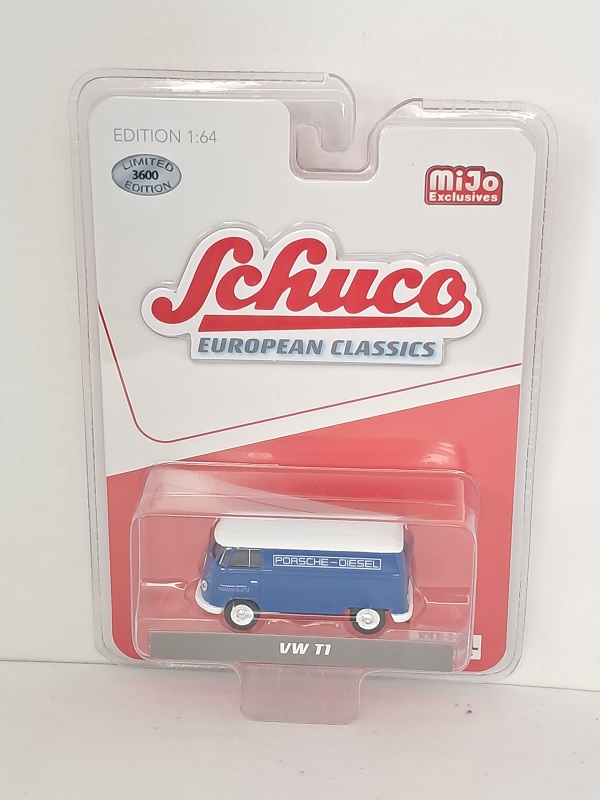 EDITION 1:64
LIMITED
3600
EDITION
MiJo
Exclusives
Schuco
EUROPEAN CLASSICS
PORSCHE-DIESEL
VW T1